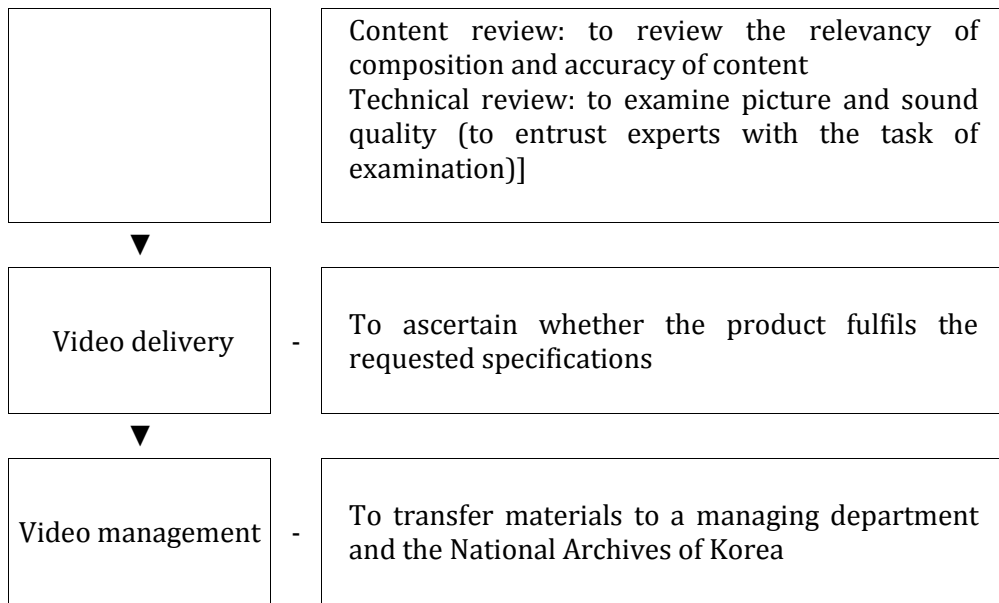 Content review: to review the relevancy of
composition and accuracy of content
Technical review: to examine picture and sound
quality (to entrust experts with the task of
examination)]
▼
Video delivery
-
To ascertain whether the product fulfils the
requested specifications
▼
Video management
-
To transfer materials to a managing department
and the National Archives of Korea